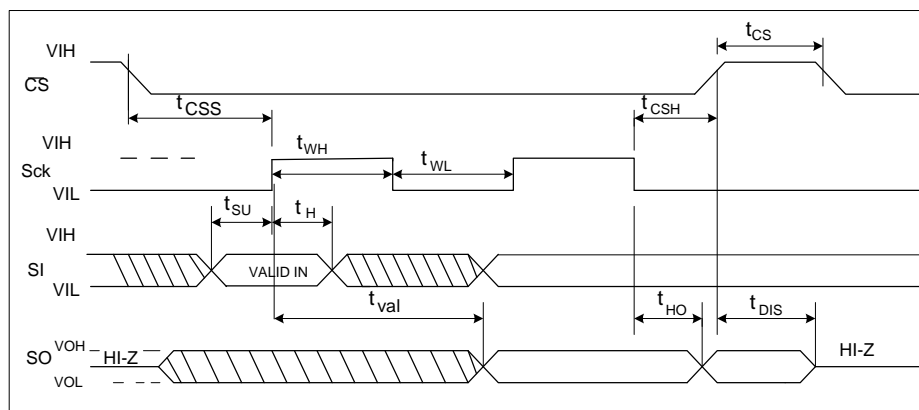 VIH
tCS
CS
tCSS
tCSH
VIH
tWH
Sck
tWL
VIL
tSU
tH
VIH
SI
VALID IN
VIL
tval
tHO
tDIS
VOH
SO
HI-Z
HI-Z
VOL